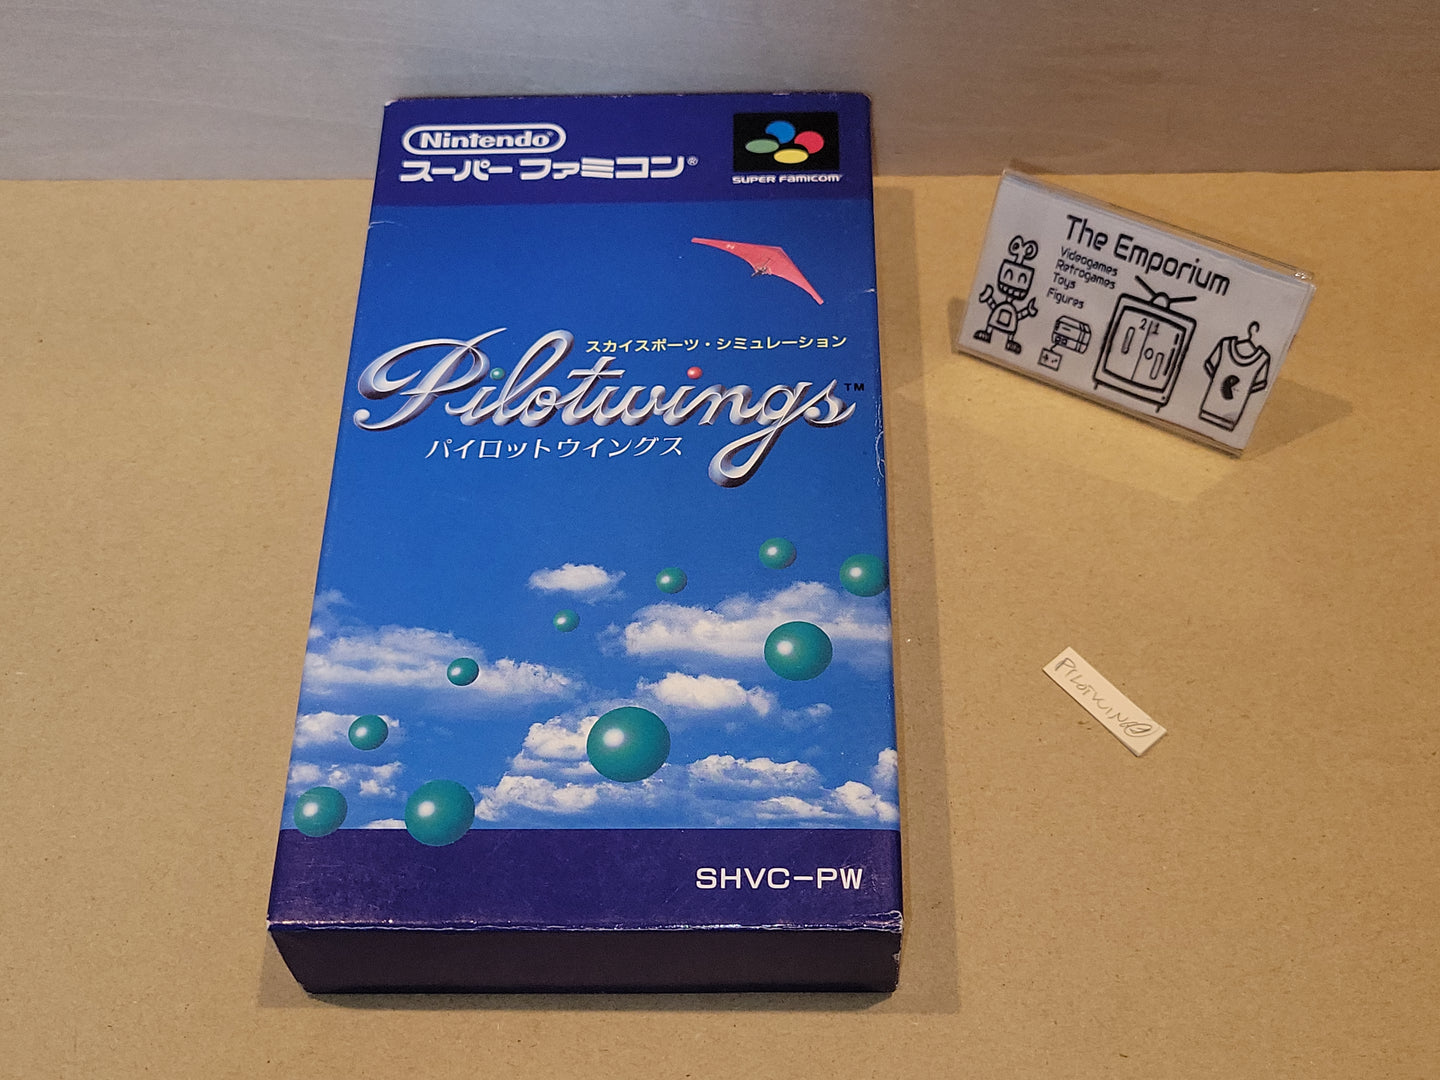 Nintendo®
スーパーファミコン®
SUPER FAMICOM
スカイスポーツ・シミュレーション
Pilotwings™
パイロットウイングス
SHVC-PW
The Emporium
Videogames
Retrogames
Toys
Figures
21
PILOTWING